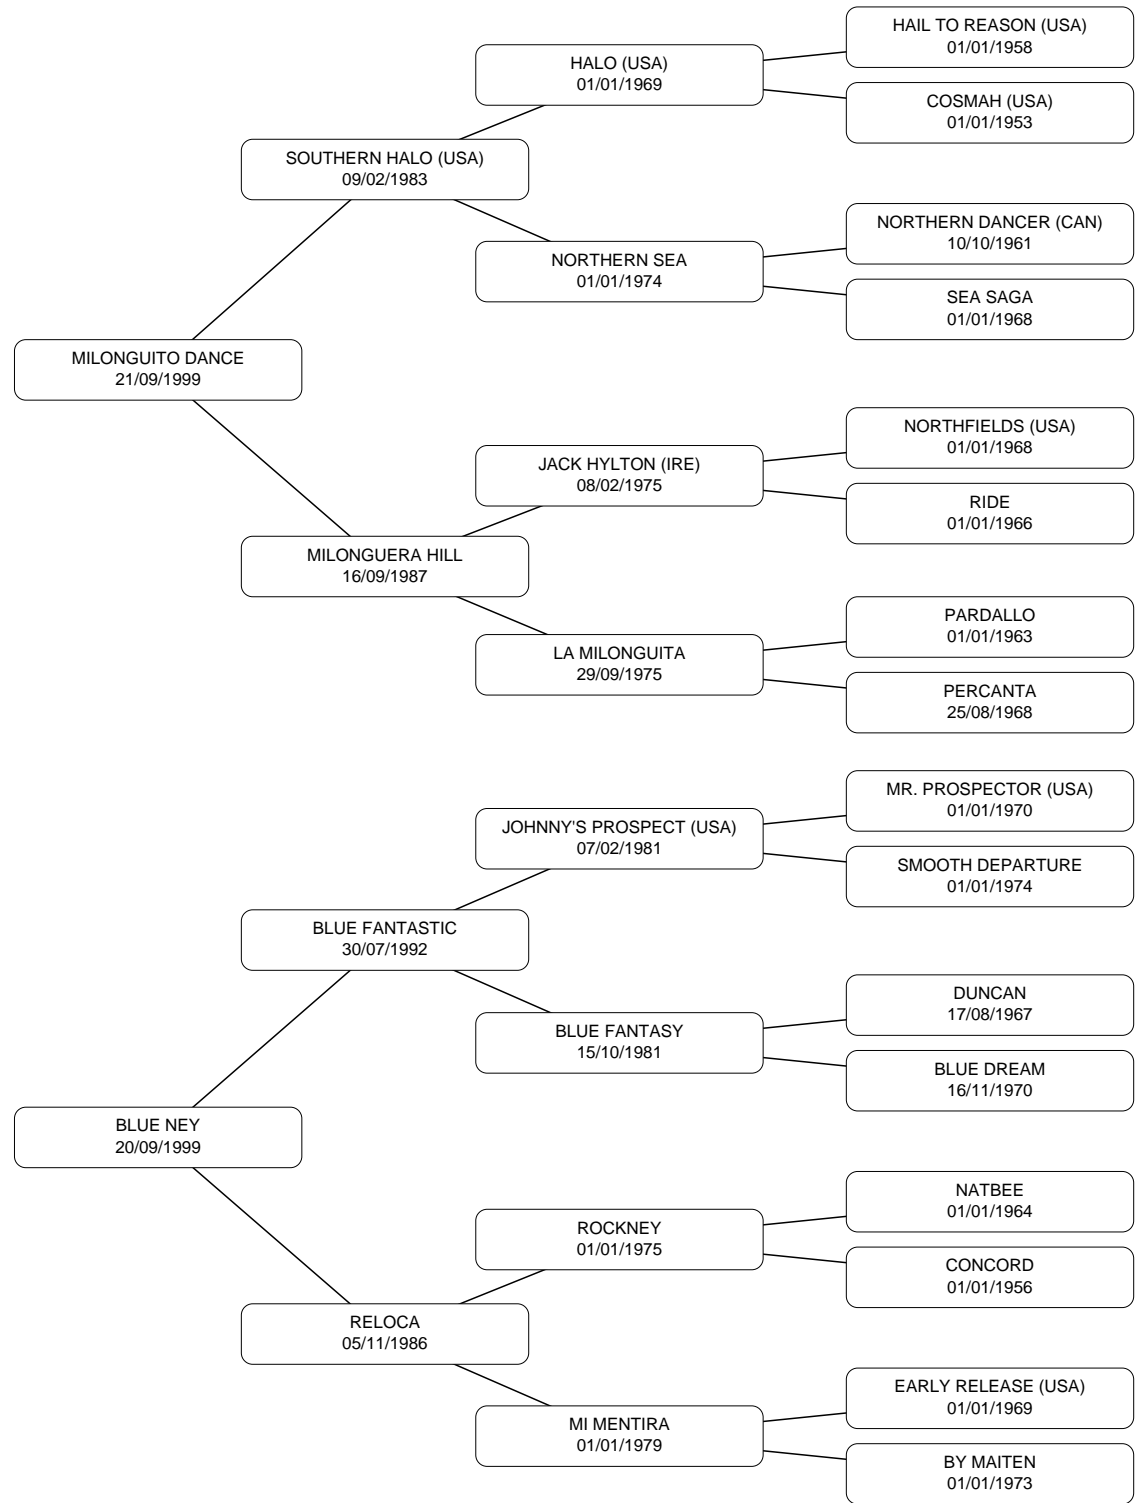 HAIL TO REASON (USA)
01/01/1958
HALO (USA)
01/01/1969
COSMAH (USA)
01/01/1953
SOUTHERN HALO (USA)
09/02/1983
NORTHERN DANCER (CAN)
10/10/1961
NORTHERN SEA
01/01/1974
SEA SAGA
01/01/1968
MILONGUITO DANCE
21/09/1999
NORTHFIELDS (USA)
01/01/1968
JACK HYLTON (IRE)
08/02/1975
RIDE
01/01/1966
MILONGUERA HILL
16/09/1987
PARDALLO
01/01/1963
LA MILONGUITA
29/09/1975
PERCANTA
25/08/1968
MR. PROSPECTOR (USA)
01/01/1970
JOHNNY'S PROSPECT (USA)
07/02/1981
SMOOTH DEPARTURE
01/01/1974
BLUE FANTASTIC
30/07/1992
DUNCAN
17/08/1967
BLUE FANTASY
15/10/1981
BLUE DREAM
16/11/1970
BLUE NEY
20/09/1999
NATBEE
01/01/1964
ROCKNEY
01/01/1975
CONCORD
01/01/1956
RELOCA
05/11/1986
EARLY RELEASE (USA)
01/01/1969
MI MENTIRA
01/01/1979
BY MAITEN
01/01/1973